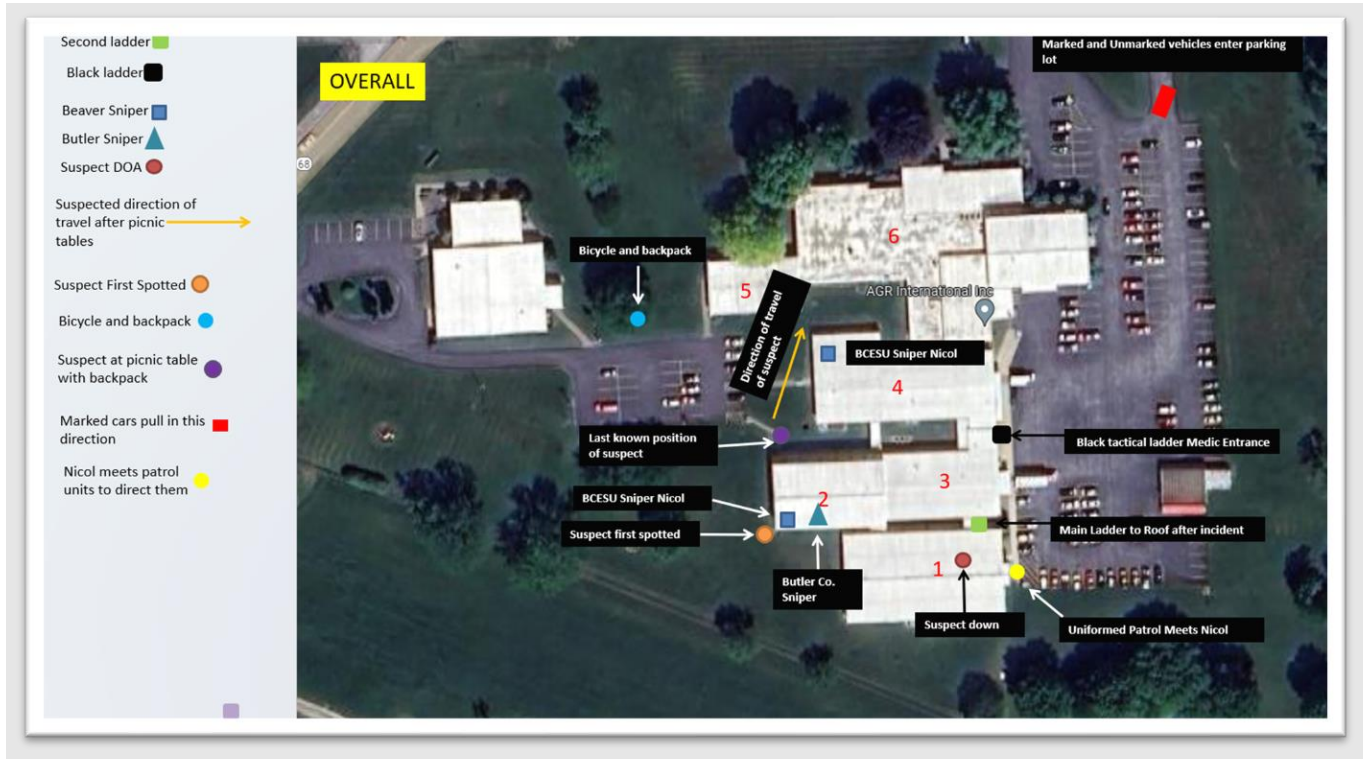 Second ladder
Black ladder
Beaver Sniper
Butler Sniper
Suspect DOA
Suspected direction of
travel after picnic
tables
Suspect First Spotted
Bicycle and backpack
Suspect at picnic table
with backpack
Marked cars pull in this
direction
Nicol meets patrol
units to direct them
OVERALL
68
Marked and Unmarked vehicles enter parking
lot
Bicycle and backpack
6
5
AGR International Inc
Direction of travel
of suspect
BCESU Sniper Nicol
4
Last known position
of suspect
Black tactical ladder Medic Entrance
3
2
BCESU Sniper Nicol
Suspect first spotted
Main Ladder to Roof after incident
1
Butler Co.
Sniper
Suspect down
Uniformed Patrol Meets Nicol